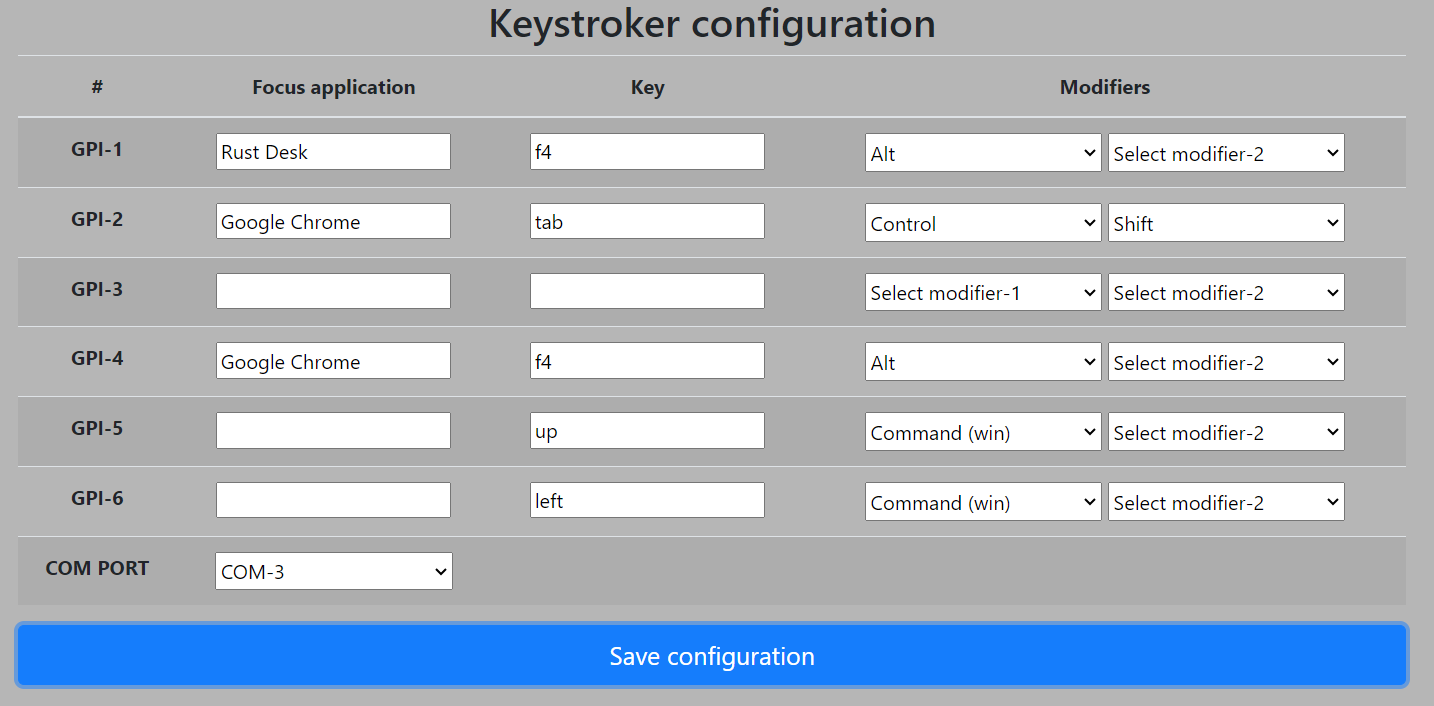 Keystroker configuration
# Focus application Key Modifiers
GPI-1 Rust Desk f4 Alt Select modifier-2
GPI-2 Google Chrome tab Control Shift
GPI-3 Select modifier-1 Select modifier-2
GPI-4 Google Chrome f4 Alt Select modifier-2
GPI-5 up Command (win) Select modifier-2
GPI-6 left Command (win) Select modifier-2
COM PORT COM-3
Save configuration